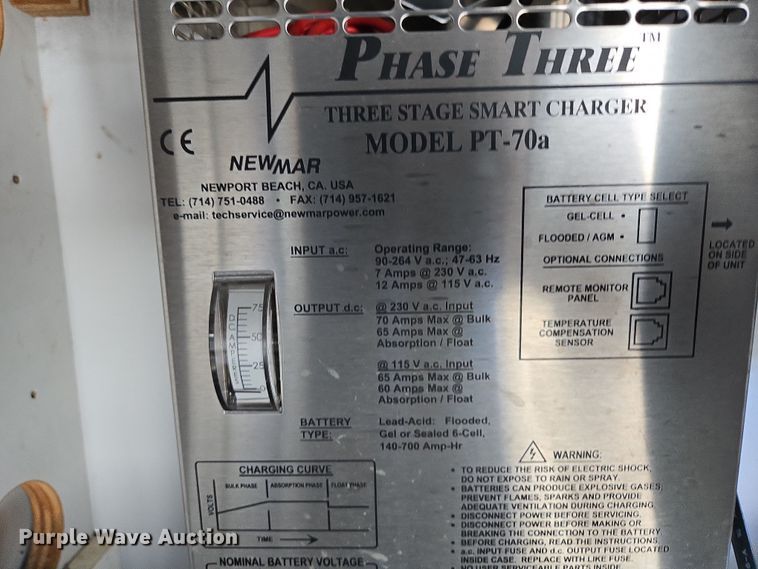 PHASE THREE™
THREE STAGE SMART CHARGER
MODEL PT-70a
CE
NEWMAR
NEWPORT BEACH, CA. USA
TEL: (714) 751-0488 • FAX: (714) 957-1621
e-mail: techservice@newmarpower.com
BATTERY CELL TYPE SELECT
GEL-CELL •
FLOODED / AGM •
OPTIONAL CONNECTIONS
REMOTE MONITOR
PANEL
TEMPERATURE
COMPENSATION
SENSOR
LOCATED
ON SIDE
OF UNIT
INPUT a,c: Operating Range:
90-264 V a.c.; 47-63 Hz
7 Amps @ 230 V a.c.
12 Amps @ 115 V a.c.
OUTPUT d.c: @ 230 V a.c. Input
70 Amps Max @ Bulk
65 Amps Max @
Absorption / Float
@ 115 V a.c. Input
65 Amps Max @ Bulk
60 Amps Max @
Absorption / Float
BATTERY Lead-Acid: Flooded,
TYPE: Gel or Sealed 6-Cell,
140-700 Amp-Hr
75
50
25
0
DC AMPERES
CHARGING CURVE
BULK PHASE ABSORPTION PHASE FLOAT PHASE
VOLTS
TIME
NOMINAL BATTERY VOLTAGE
WARNING:
• TO REDUCE THE RISK OF ELECTRIC SHOCK,
DO NOT EXPOSE TO RAIN OR SPRAY.
• BATTERIES CAN PRODUCE EXPLOSIVE GASES,
PREVENT FLAMES, SPARKS AND PROVIDE
ADEQUATE VENTILATION DURING CHARGING.
• DISCONNECT POWER BEFORE SERVICING.
• DISCONNECT POWER BEFORE MAKING OR
BREAKING THE CONNECTION TO THE BATTERY
• BEFORE CHARGING, READ THE INSTRUCTIONS.
• a.c. INPUT FUSE AND d.c. OUTPUT FUSE LOCATED
INSIDE CASE. REPLACE WITH LIKE FUSES.
• NO USER SERVICEABLE PARTS INSIDE.
Purple Wave Auction